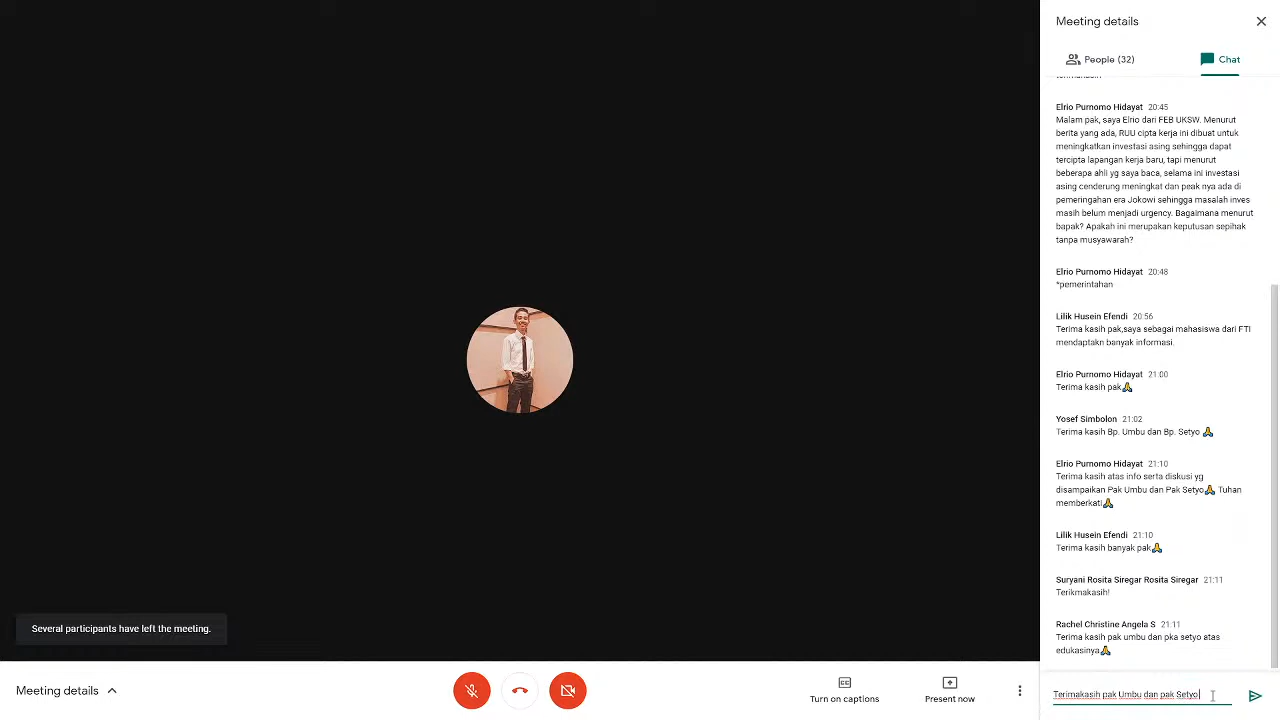 Meeting details
People (32)
Chat
Elrio Purnomo Hidayat 20:45
Malam pak, saya Elrio dari FEB UKSW. Menurut
berita yang ada, RUU cipta kerja ini dibuat untuk
meningkatkan investasi asing sehingga dapat
tercipta lapangan kerja baru, tapi menurut
beberapa ahli yg saya baca, selama ini investasi
asing cenderung meningkat dan peak nya ada di
pemeringahan era Jokowi sehingga masalah inves
masih belum menjadi urgency. Bagaimana menurut
bapak? Apakah ini merupakan keputusan sepihak
tanpa musyawarah?
Elrio Purnomo Hidayat 20:48
*pemerintahan
Lilik Husein Efendi 20:56
Terima kasih pak,saya sebagai mahasiswa dari FTI
mendaptakn banyak informasi.
Elrio Purnomo Hidayat 21:00
Terima kasih pak🙏
Yosef Simbolon 21:02
Terima kasih Bp. Umbu dan Bp. Setyo 🙏
Elrio Purnomo Hidayat 21:10
Terima kasih atas info serta diskusi yg
disampaikan Pak Umbu dan Pak Setyo🙏 Tuhan
memberkati🙏
Lilik Husein Efendi 21:10
Terima kasih banyak pak🙏
Suryani Rosita Siregar Rosita Siregar 21:11
Terikmakasih!
Rachel Christine Angela S 21:11
Terima kasih pak umbu dan pka setyo atas
edukasinya🙏
Terimakasih pak Umbu dan pak Setyo
Several participants have left the meeting.
Meeting details
Turn on captions
Present now